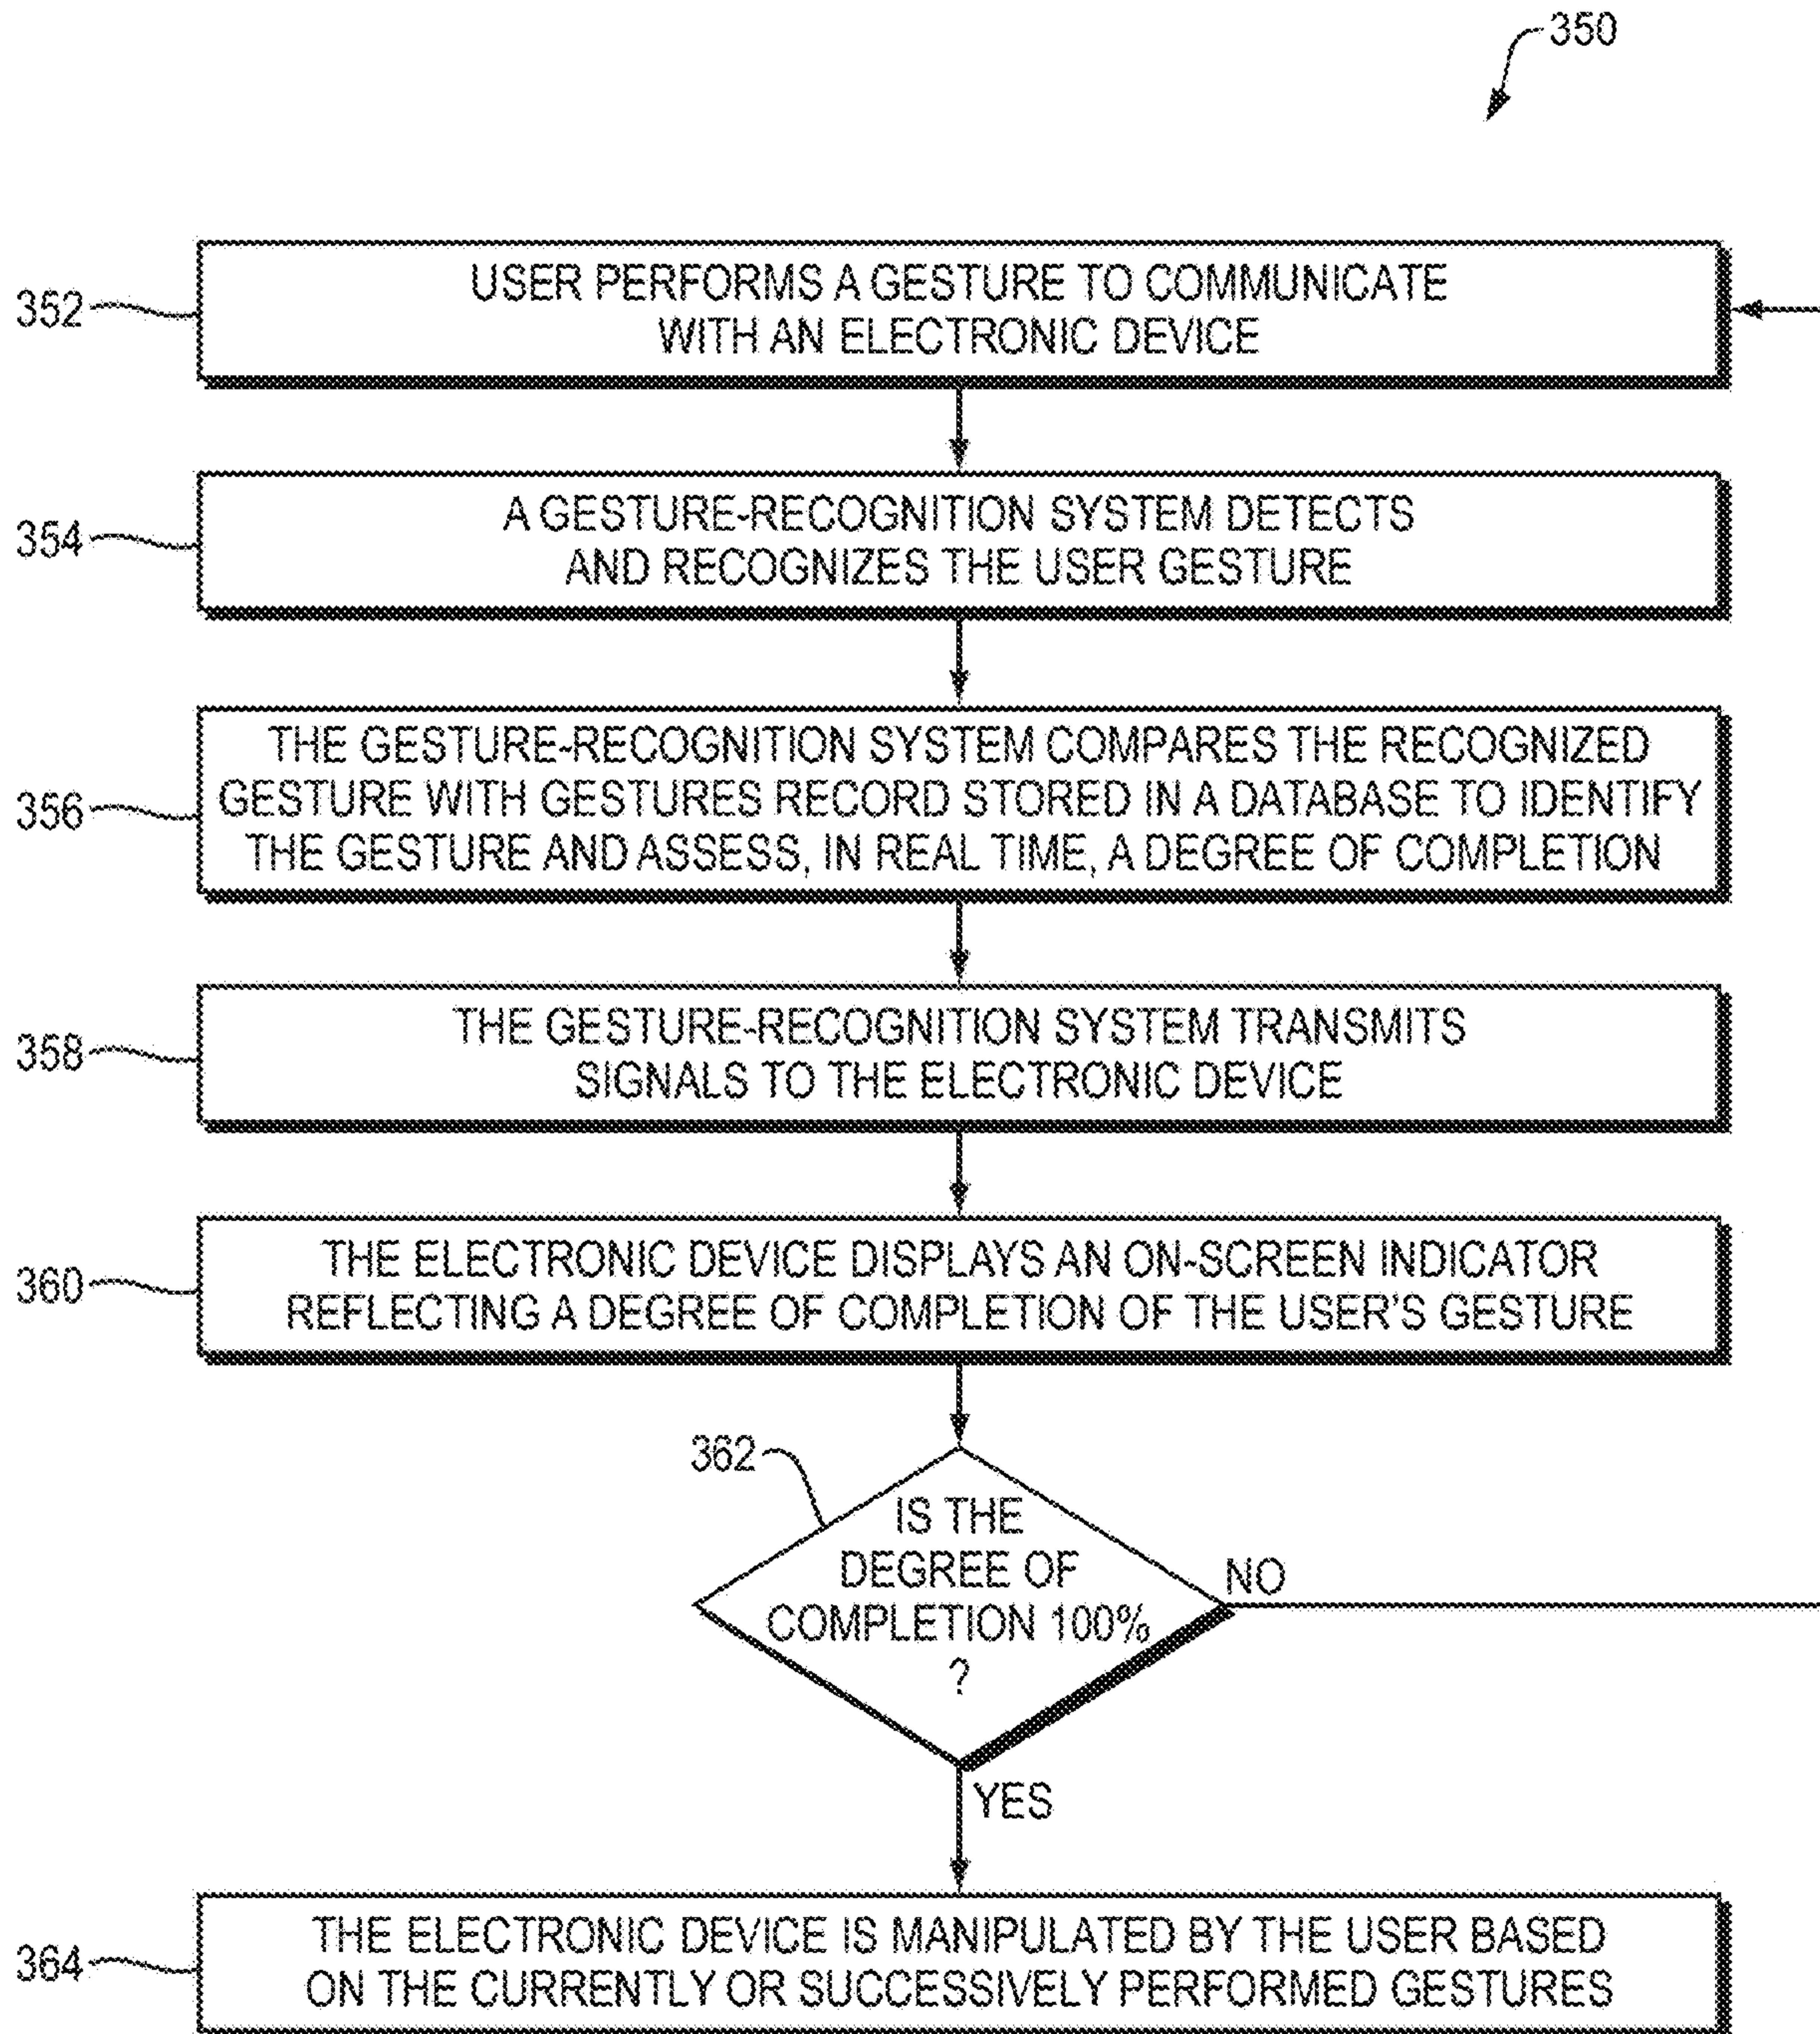 350
352
USER PERFORMS A GESTURE TO COMMUNICATE
WITH AN ELECTRONIC DEVICE
354
A GESTURE-RECOGNITION SYSTEM DETECTS
AND RECOGNIZES THE USER GESTURE
356
THE GESTURE-RECOGNITION SYSTEM COMPARES THE RECOGNIZED
GESTURE WITH GESTURES RECORD STORED IN A DATABASE TO IDENTIFY
THE GESTURE AND ASSESS, IN REAL TIME, A DEGREE OF COMPLETION
358
THE GESTURE-RECOGNITION SYSTEM TRANSMITS
SIGNALS TO THE ELECTRONIC DEVICE
360
THE ELECTRONIC DEVICE DISPLAYS AN ON-SCREEN INDICATOR
REFLECTING A DEGREE OF COMPLETION OF THE USER'S GESTURE
362
IS THE
DEGREE OF
COMPLETION 100%
?
NO
YES
364
THE ELECTRONIC DEVICE IS MANIPULATED BY THE USER BASED
ON THE CURRENTLY OR SUCCESSIVELY PERFORMED GESTURES